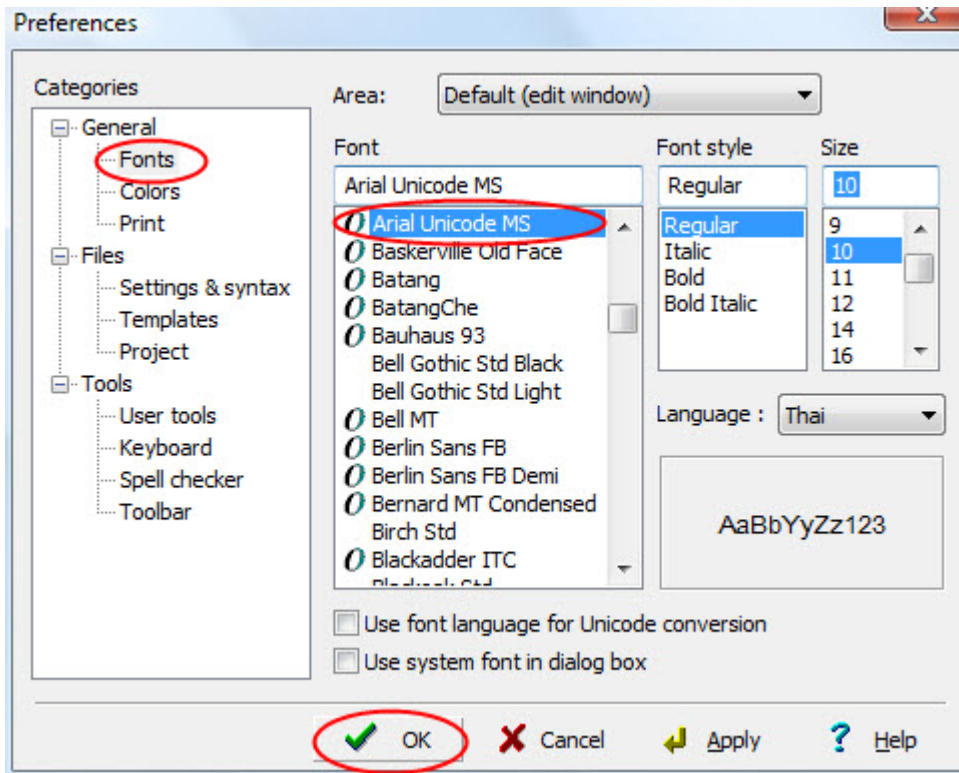 Preferences
Categories
General
Fonts
Colors
Print
Files
Settings & syntax
Templates
Project
Tools
User tools
Keyboard
Spell checker
Toolbar
Area: Default (edit window)
Font
Arial Unicode MS
Arial Unicode MS
Baskerville Old Face
Batang
BatangChe
Bauhaus 93
Bell Gothic Std Black
Bell Gothic Std Light
Bell MT
Berlin Sans FB
Berlin Sans FB Demi
Bernard MT Condensed
Birch Std
Blackadder ITC
Font style
Regular
Regular
Italic
Bold
Bold Italic
Size
10
9
10
11
12
14
16
Language : Thai
AaBbYyZz123
Use font language for Unicode conversion
Use system font in dialog box
OK Cancel Apply Help